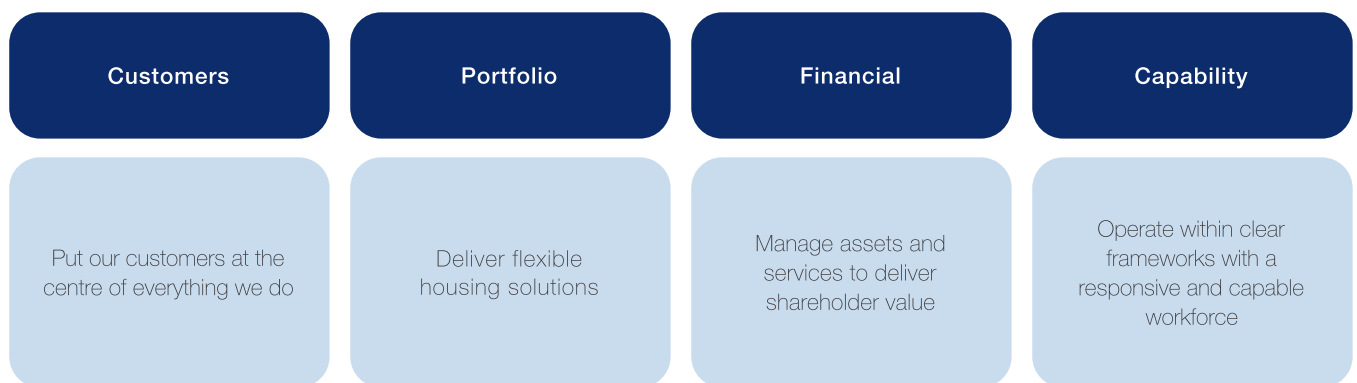 Customers
Portfolio
Financial
Capability
Put our customers at the
centre of everything we do
Deliver flexible
housing solutions
Manage assets and
services to deliver
shareholder value
Operate within clear
frameworks with a
responsive and capable
workforce